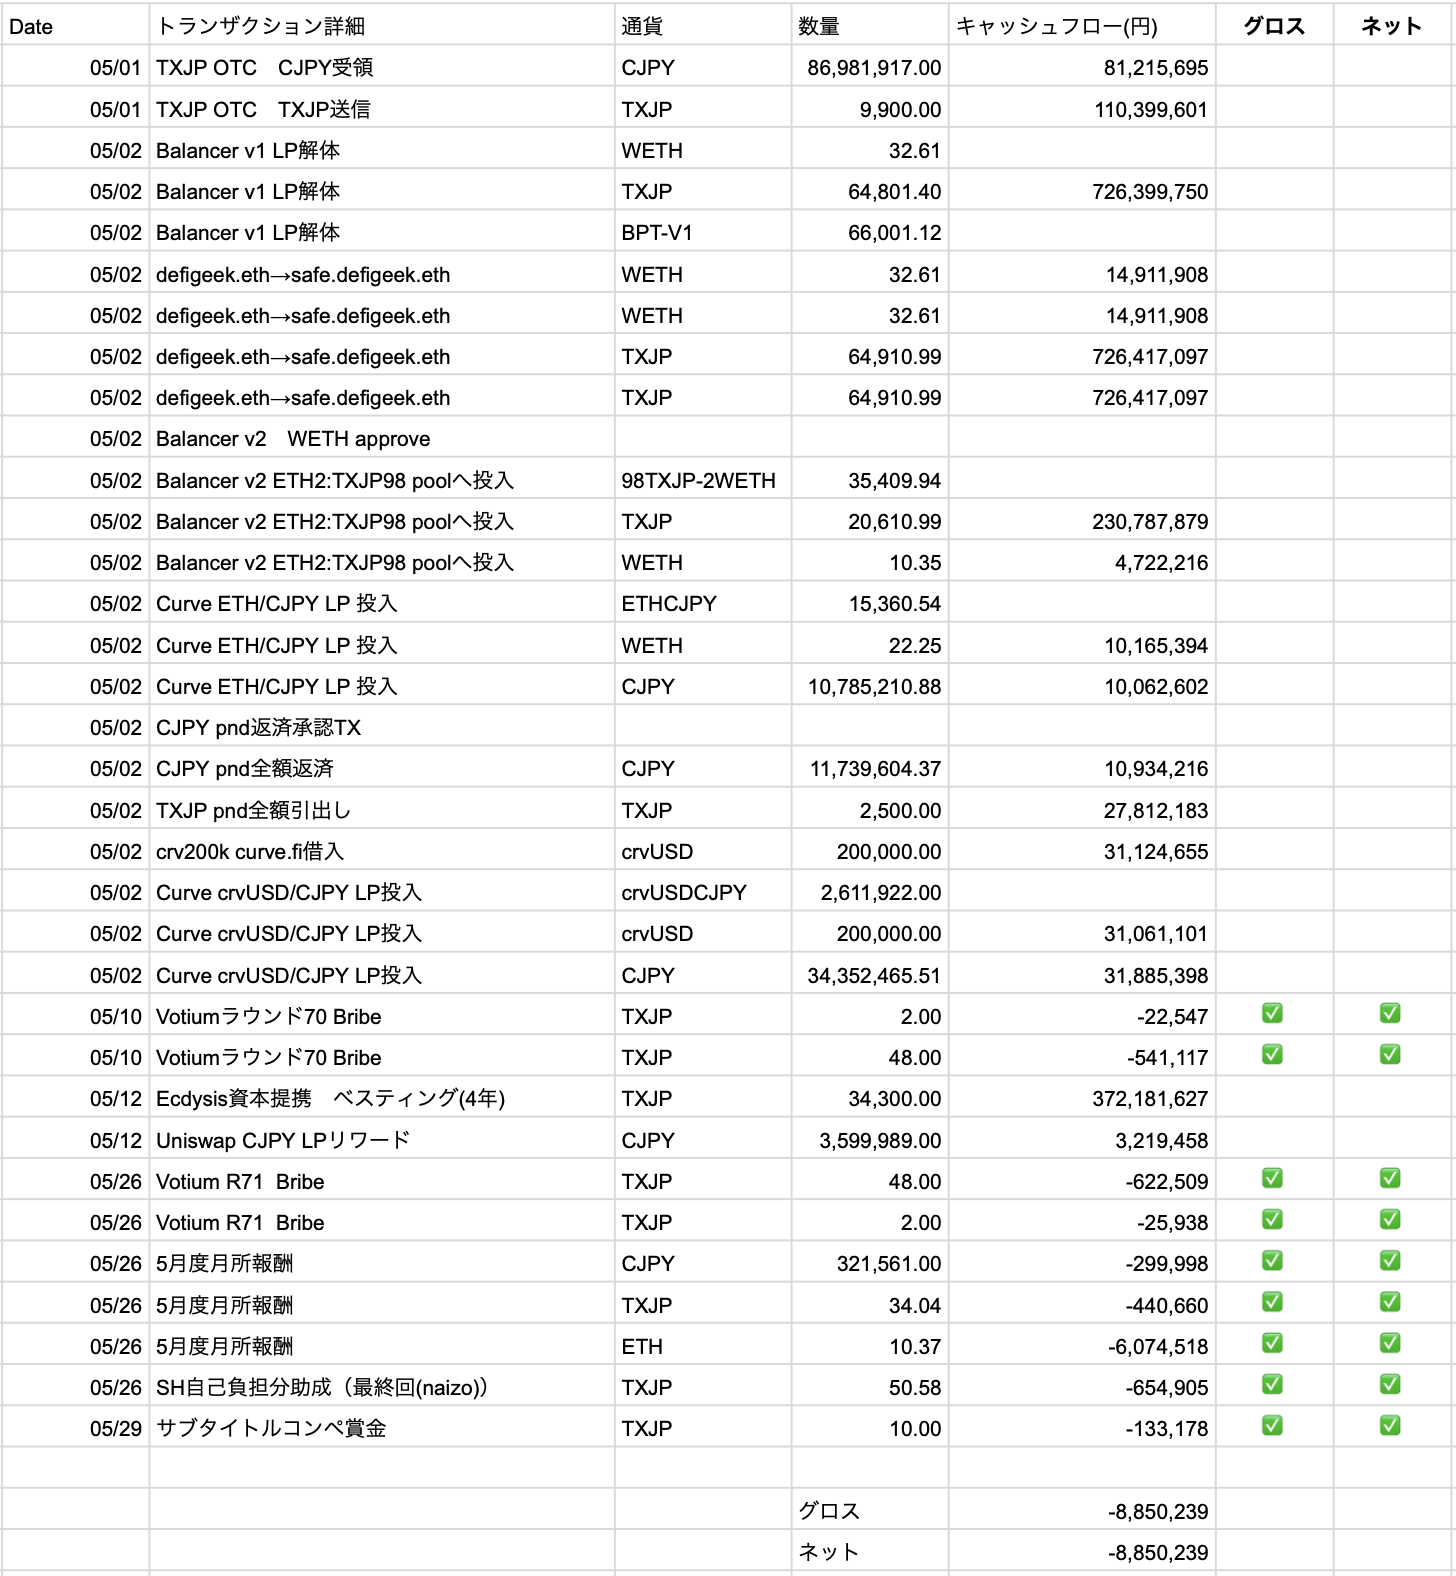 Date トランザクション詳細 通貨 数量 キャッシュフロー(円) グロス ネット
05/01 TXJP OTC　CJPY受領 CJPY 86,981,917.00 81,215,695
05/01 TXJP OTC　TXJP送信 TXJP 9,900.00 110,399,601
05/02 Balancer v1 LP解体 WETH 32.61
05/02 Balancer v1 LP解体 TXJP 64,801.40 726,399,750
05/02 Balancer v1 LP解体 BPT-V1 66,001.12
05/02 defigeek.eth→safe.defigeek.eth WETH 32.61 14,911,908
05/02 defigeek.eth→safe.defigeek.eth WETH 32.61 14,911,908
05/02 defigeek.eth→safe.defigeek.eth TXJP 64,910.99 726,417,097
05/02 defigeek.eth→safe.defigeek.eth TXJP 64,910.99 726,417,097
05/02 Balancer v2　WETH approve
05/02 Balancer v2 ETH2:TXJP98 poolへ投入 98TXJP-2WETH 35,409.94
05/02 Balancer v2 ETH2:TXJP98 poolへ投入 TXJP 20,610.99 230,787,879
05/02 Balancer v2 ETH2:TXJP98 poolへ投入 WETH 10.35 4,722,216
05/02 Curve ETH/CJPY LP 投入 ETHCJPY 15,360.54
05/02 Curve ETH/CJPY LP 投入 WETH 22.25 10,165,394
05/02 Curve ETH/CJPY LP 投入 CJPY 10,785,210.88 10,062,602
05/02 CJPY pnd返済承認TX
05/02 CJPY pnd全額返済 CJPY 11,739,604.37 10,934,216
05/02 TXJP pnd全額引出し TXJP 2,500.00 27,812,183
05/02 crv200k curve.fi借入 crvUSD 200,000.00 31,124,655
05/02 Curve crvUSD/CJPY LP投入 crvUSDCJPY 2,611,922.00
05/02 Curve crvUSD/CJPY LP投入 crvUSD 200,000.00 31,061,101
05/02 Curve crvUSD/CJPY LP投入 CJPY 34,352,465.51 31,885,398
05/10 Votiumラウンド70 Bribe TXJP 2.00 -22,547 ✅ ✅
05/10 Votiumラウンド70 Bribe TXJP 48.00 -541,117 ✅ ✅
05/12 Ecdysis資本提携　ベスティング(4年) TXJP 34,300.00 372,181,627
05/12 Uniswap CJPY LPリワード CJPY 3,599,989.00 3,219,458
05/26 Votium R71 Bribe TXJP 48.00 -622,509 ✅ ✅
05/26 Votium R71 Bribe TXJP 2.00 -25,938 ✅ ✅
05/26 5月度月所報酬 CJPY 321,561.00 -299,998 ✅ ✅
05/26 5月度月所報酬 TXJP 34.04 -440,660 ✅ ✅
05/26 5月度月所報酬 ETH 10.37 -6,074,518 ✅ ✅
05/26 SH自己負担分助成（最終回(naizo)） TXJP 50.58 -654,905 ✅ ✅
05/29 サブタイトルコンペ賞金 TXJP 10.00 -133,178 ✅ ✅
グロス -8,850,239
ネット -8,850,239